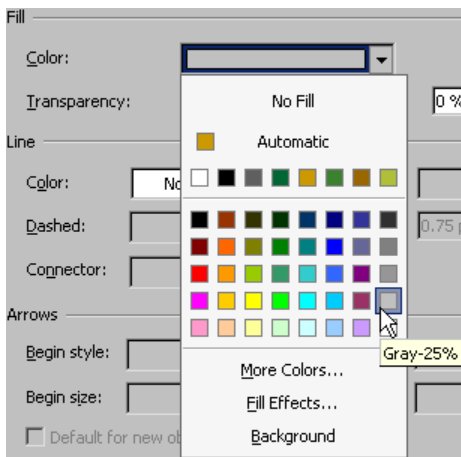 Fill
Color:
Transparency:
No Fill
0 %
Automatic
Line
Color:
No
Dashed:
0.75
Connector:
Arrows
Begin style:
Gray-25%
More Colors...
Begin size:
Fill Effects...
Default for new
Background